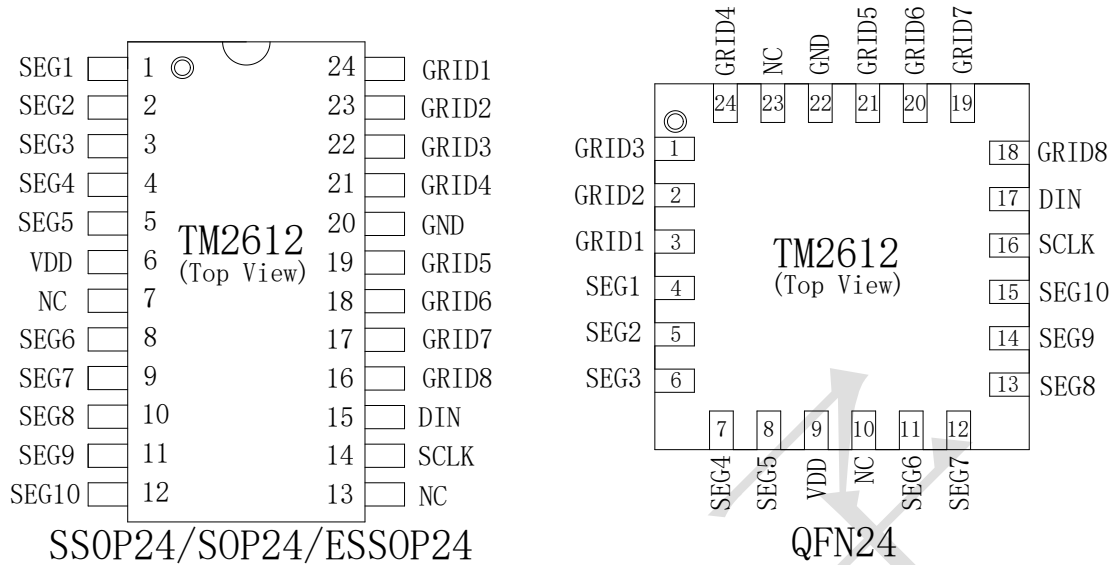 SEG1 1 24 GRID1
SEG2 2 23 GRID2
SEG3 3 22 GRID3
SEG4 4 21 GRID4
SEG5 5 20 GND
VDD 6 19 GRID5
NC 7 18 GRID6
SEG6 8 17 GRID7
SEG7 9 16 GRID8
SEG8 10 15 DIN
SEG9 11 14 SCLK
SEG10 12 13 NC
TM2612
(Top View)
SSOP24/SOP24/ESSOP24
GRID4 NC GND GRID5 GRID6 GRID7
24 23 22 21 20 19
GRID3 1 18 GRID8
GRID2 2 17 DIN
GRID1 3 16 SCLK
SEG1 4 15 SEG10
SEG2 5 14 SEG9
SEG3 6 13 SEG8
TM2612
(Top View)
7 8 9 10 11 12
SEG4 SEG5 VDD NC SEG6 SEG7
QFN24